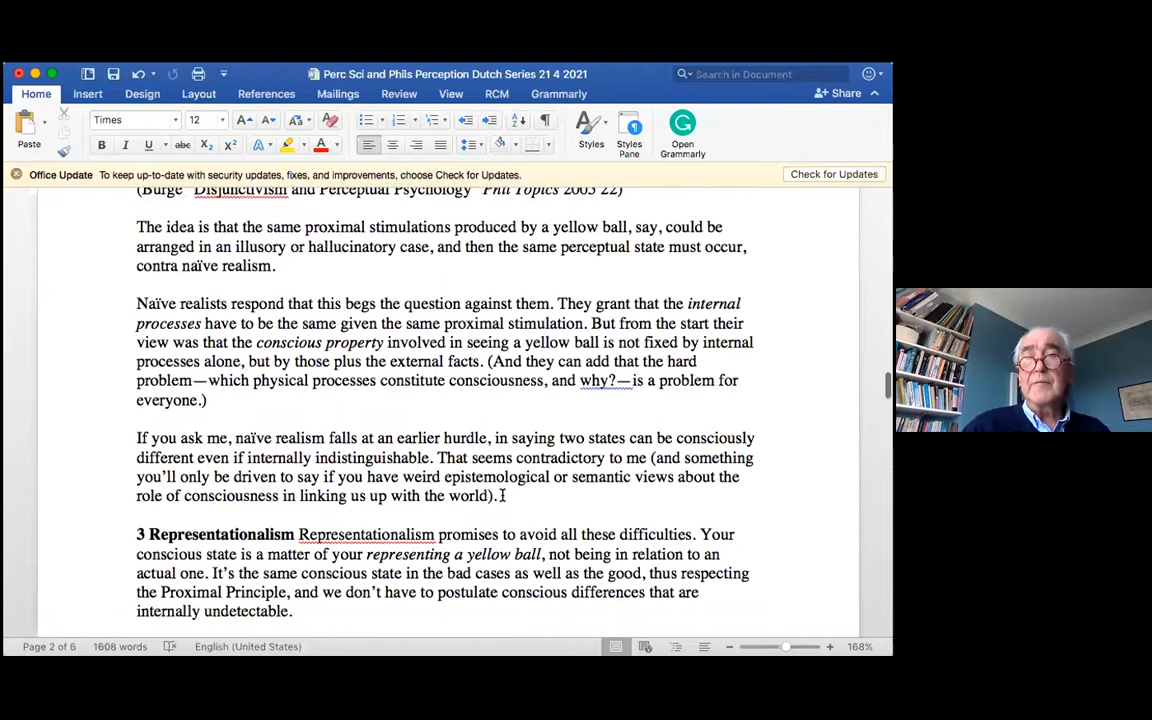 Perc Sci and Phils Perception Dutch Series 21 4 2021
Search in Document
Home Insert Design Layout References Mailings Review View RCM Grammarly
Share
Times 12
Paste
B I U abc X₂ X² A A
Styles Styles Pane Open Grammarly
Office Update To keep up-to-date with security updates, fixes, and improvements, choose Check for Updates.
Check for Updates
(Burge "Disjunctivism and Perceptual Psychology" Phil Topics 2005 22)
The idea is that the same proximal stimulations produced by a yellow ball, say, could be
arranged in an illusory or hallucinatory case, and then the same perceptual state must occur,
contra naïve realism.
Naïve realists respond that this begs the question against them. They grant that the internal
processes have to be the same given the same proximal stimulation. But from the start their
view was that the conscious property involved in seeing a yellow ball is not fixed by internal
processes alone, but by those plus the external facts. (And they can add that the hard
problem—which physical processes constitute consciousness, and why?—is a problem for
everyone.)
If you ask me, naïve realism falls at an earlier hurdle, in saying two states can be consciously
different even if internally indistinguishable. That seems contradictory to me (and something
you'll only be driven to say if you have weird epistemological or semantic views about the
role of consciousness in linking us up with the world).
3 Representationalism Representationalism promises to avoid all these difficulties. Your
conscious state is a matter of your representing a yellow ball, not being in relation to an
actual one. It's the same conscious state in the bad cases as well as the good, thus respecting
the Proximal Principle, and we don't have to postulate conscious differences that are
internally undetectable.
Page 2 of 6 1608 words English (United States) 168%